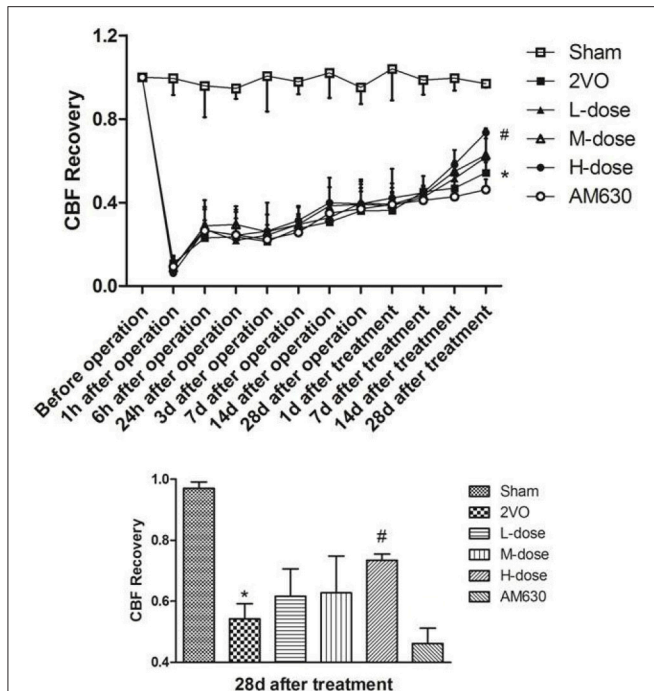 1.2
0.8
0.4
0.0
CBF Recovery
Sham
2VO
L-dose
M-dose
H-dose
AM630
#
*
Before operation
1h after operation
6h after operation
24h after operation
3d after operation
7d after operation
14d after operation
28d after operation
1d after treatment
7d after treatment
14d after treatment
28d after treatment
1.0
0.8
0.6
0.4
CBF Recovery
*
#
Sham
2VO
L-dose
M-dose
H-dose
AM630
28d after treatment